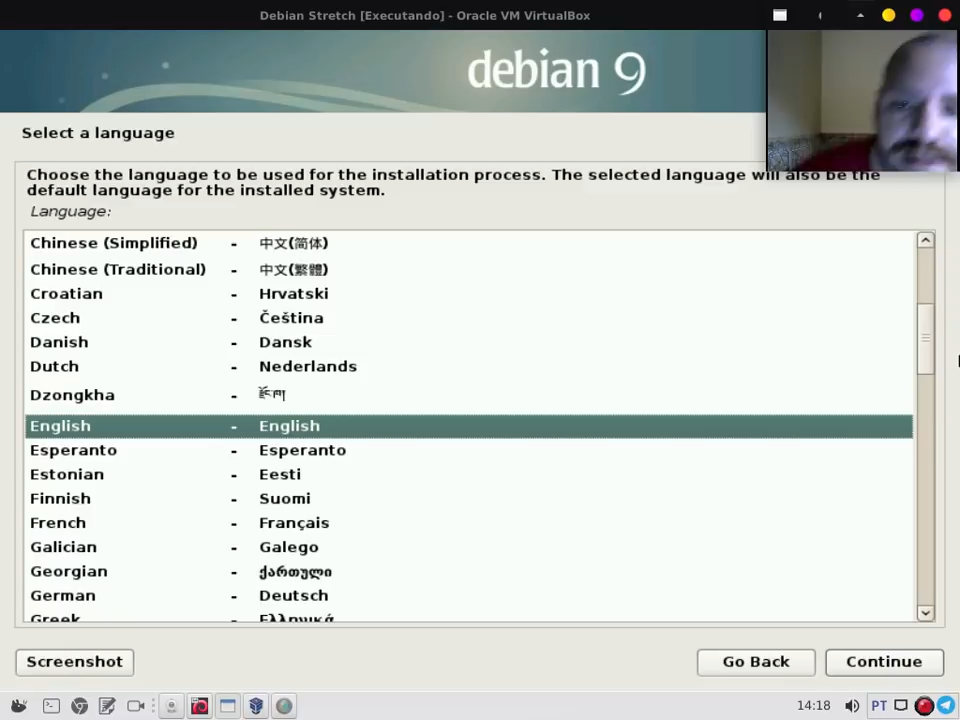 Debian Stretch [Executando] - Oracle VM VirtualBox
debian 9
Select a language
Choose the language to be used for the installation process. The selected language will also be the
default language for the installed system.
Language:
Chinese (Simplified) - 中文(简体)
Chinese (Traditional) - 中文(繁體)
Croatian - Hrvatski
Czech - Čeština
Danish - Dansk
Dutch - Nederlands
Dzongkha - རྫོང་ཁ།
English - English
Esperanto - Esperanto
Estonian - Eesti
Finnish - Suomi
French - Français
Galician - Galego
Georgian - ქართული
German - Deutsch
Greek - Ελληνικά
Screenshot
Go Back
Continue
14:18
PT